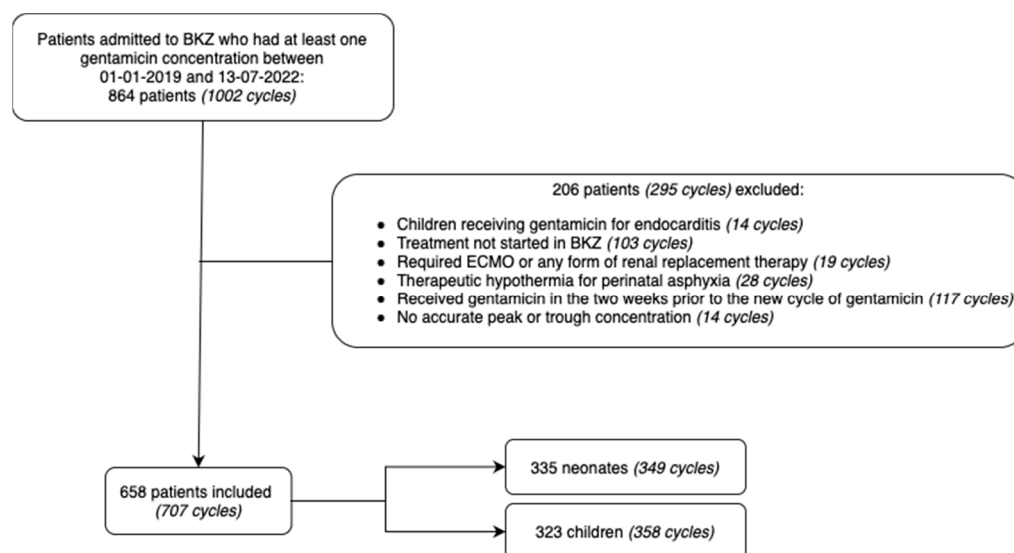 Patients admitted to BKZ who had at least one
gentamicin concentration between
01-01-2019 and 13-07-2022:
864 patients (1002 cycles)
206 patients (295 cycles) excluded:
• Children receiving gentamicin for endocarditis (14 cycles)
• Treatment not started in BKZ (103 cycles)
• Required ECMO or any form of renal replacement therapy (19 cycles)
• Therapeutic hypothermia for perinatal asphyxia (28 cycles)
• Received gentamicin in the two weeks prior to the new cycle of gentamicin (117 cycles)
• No accurate peak or trough concentration (14 cycles)
335 neonates (349 cycles)
658 patients included
(707 cycles)
323 children (358 cycles)